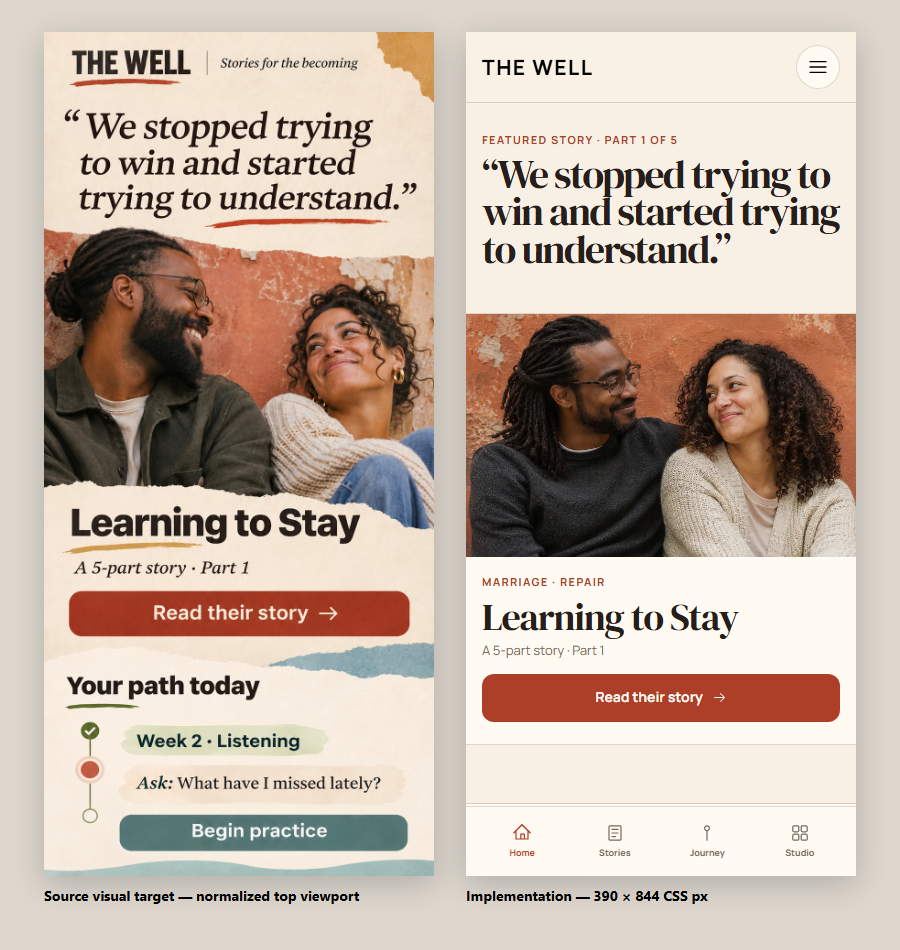 THE WELL
Stories for the becoming
“We stopped trying
to win and started
trying to understand.”
Learning to Stay
A 5-part story · Part 1
Read their story →
Your path today
Week 2 · Listening
Ask: What have I missed lately?
Begin practice
Source visual target — normalized top viewport
THE WELL
FEATURED STORY · PART 1 OF 5
“We stopped trying to
win and started trying
to understand.”
MARRIAGE · REPAIR
Learning to Stay
A 5-part story · Part 1
Read their story →
Home
Stories
Journey
Studio
Implementation — 390 × 844 CSS px